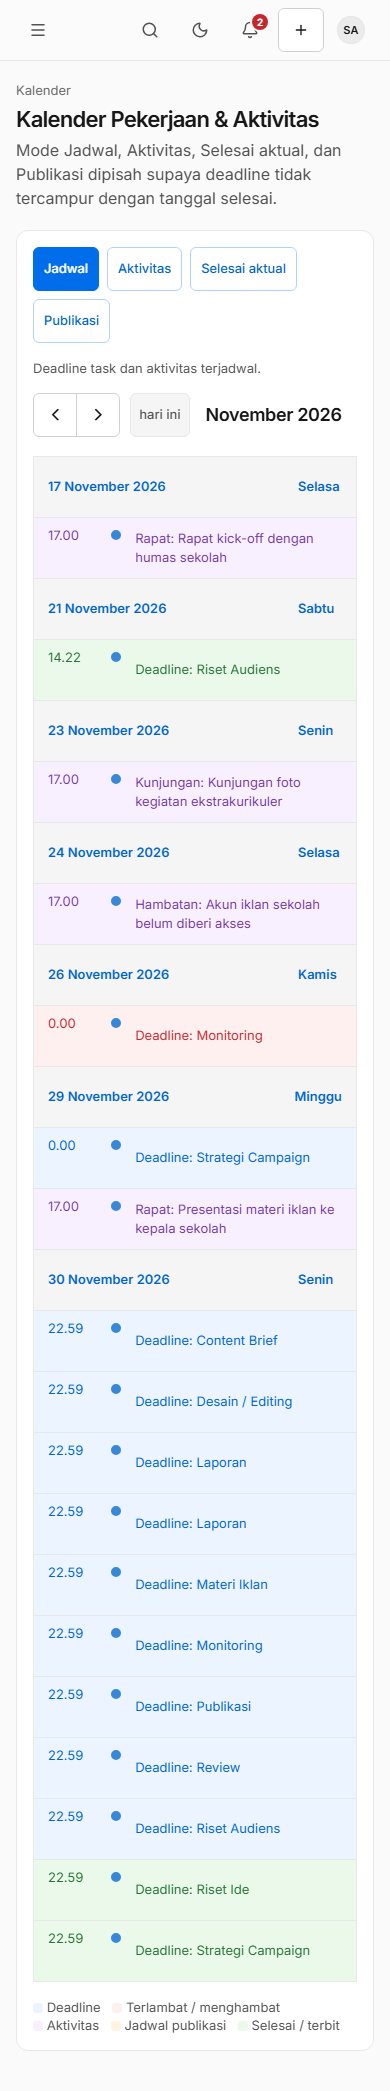 2
SA
Kalender
Kalender Pekerjaan & Aktivitas
Mode Jadwal, Aktivitas, Selesai aktual, dan
Publikasi dipisah supaya deadline tidak
tercampur dengan tanggal selesai.
Jadwal Aktivitas Selesai aktual
Publikasi
Deadline task dan aktivitas terjadwal.
hari ini November 2026
17 November 2026 Selasa
17.00 Rapat: Rapat kick-off dengan
humas sekolah
21 November 2026 Sabtu
14.22 Deadline: Riset Audiens
23 November 2026 Senin
17.00 Kunjungan: Kunjungan foto
kegiatan ekstrakurikuler
24 November 2026 Selasa
17.00 Hambatan: Akun iklan sekolah
belum diberi akses
26 November 2026 Kamis
0.00 Deadline: Monitoring
29 November 2026 Minggu
0.00 Deadline: Strategi Campaign
17.00 Rapat: Presentasi materi iklan ke
kepala sekolah
30 November 2026 Senin
22.59 Deadline: Content Brief
22.59 Deadline: Desain / Editing
22.59 Deadline: Laporan
22.59 Deadline: Laporan
22.59 Deadline: Materi Iklan
22.59 Deadline: Monitoring
22.59 Deadline: Publikasi
22.59 Deadline: Review
22.59 Deadline: Riset Audiens
22.59 Deadline: Riset Ide
22.59 Deadline: Strategi Campaign
Deadline Terlambat / menghambat
Aktivitas Jadwal publikasi Selesai / terbit